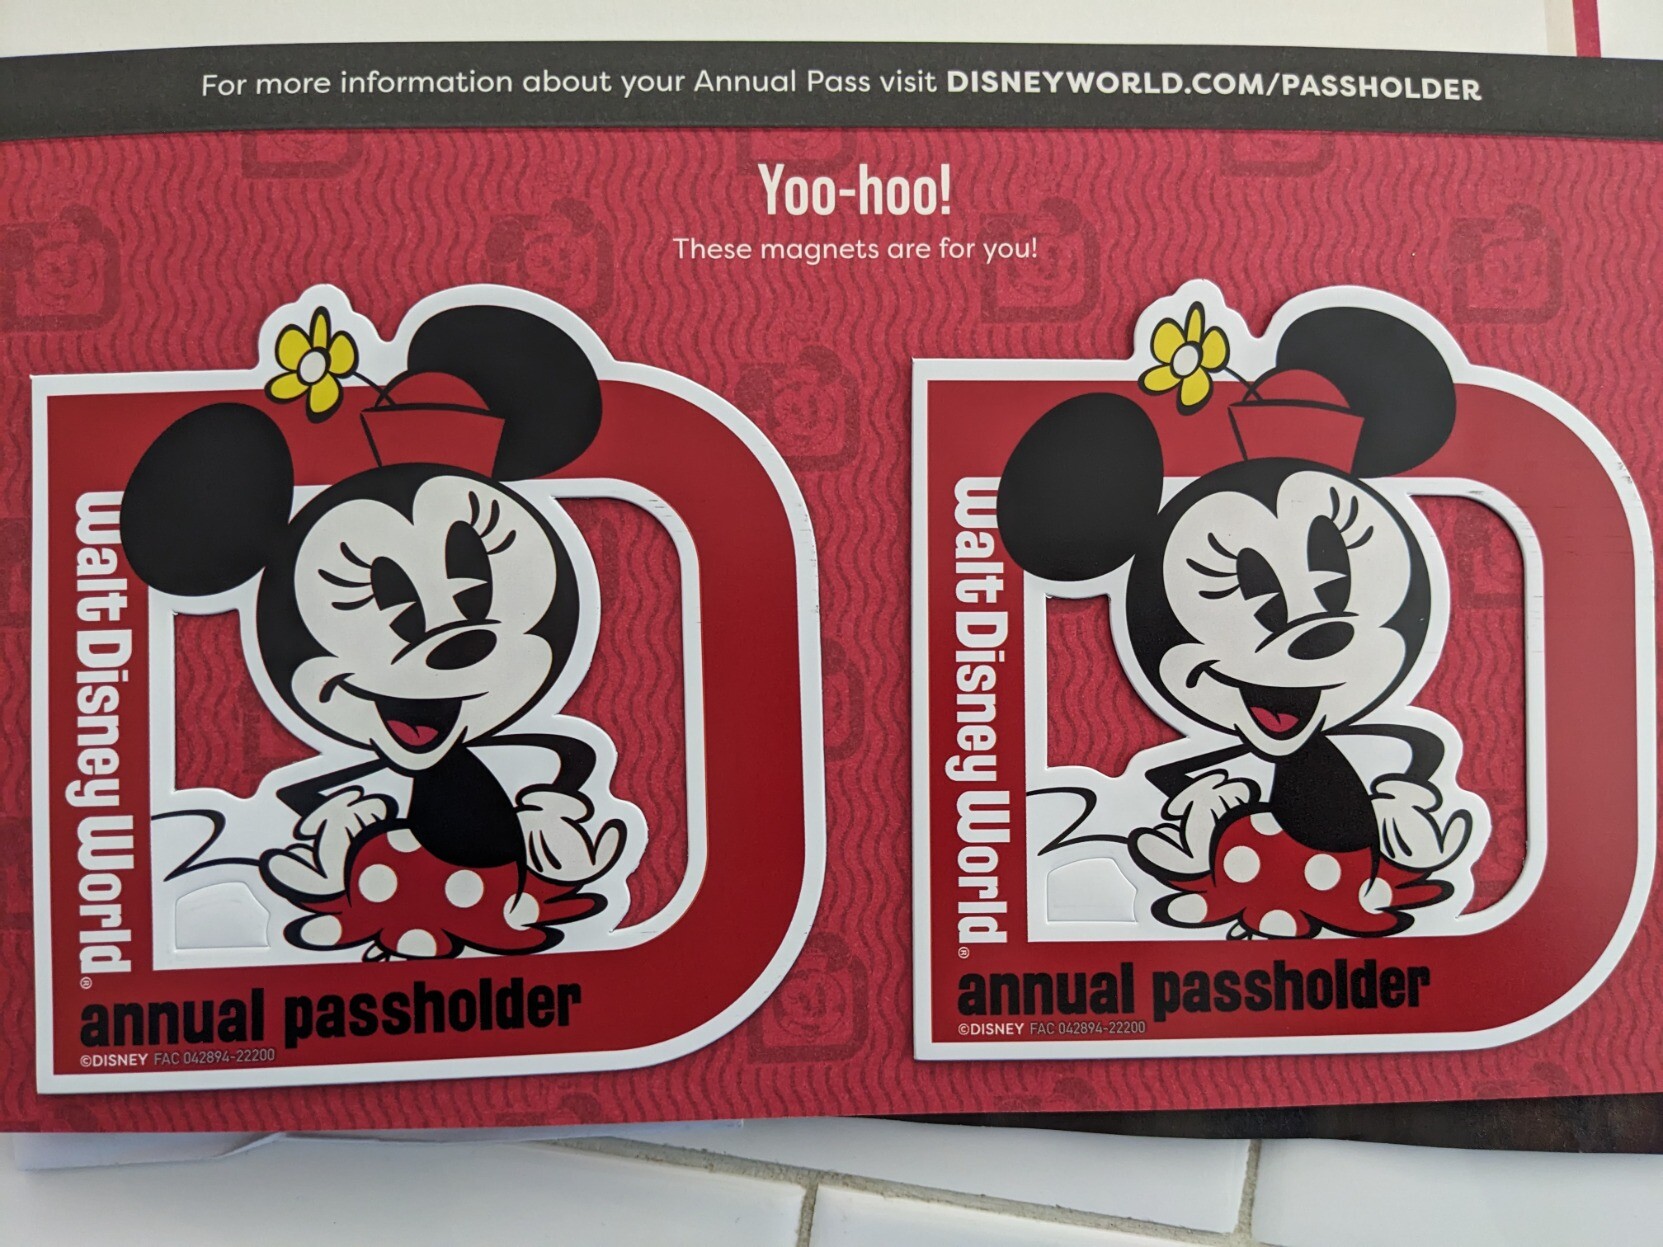 For more information about your Annual Pass visit DISNEYWORLD.COM/PASSHOLDER
Yoo-hoo!
These magnets are for you!
Walt Disney World®
annual passholder
©DISNEY FAC 042894-22200
Walt Disney World®
annual passholder
©DISNEY FAC 042894-22200